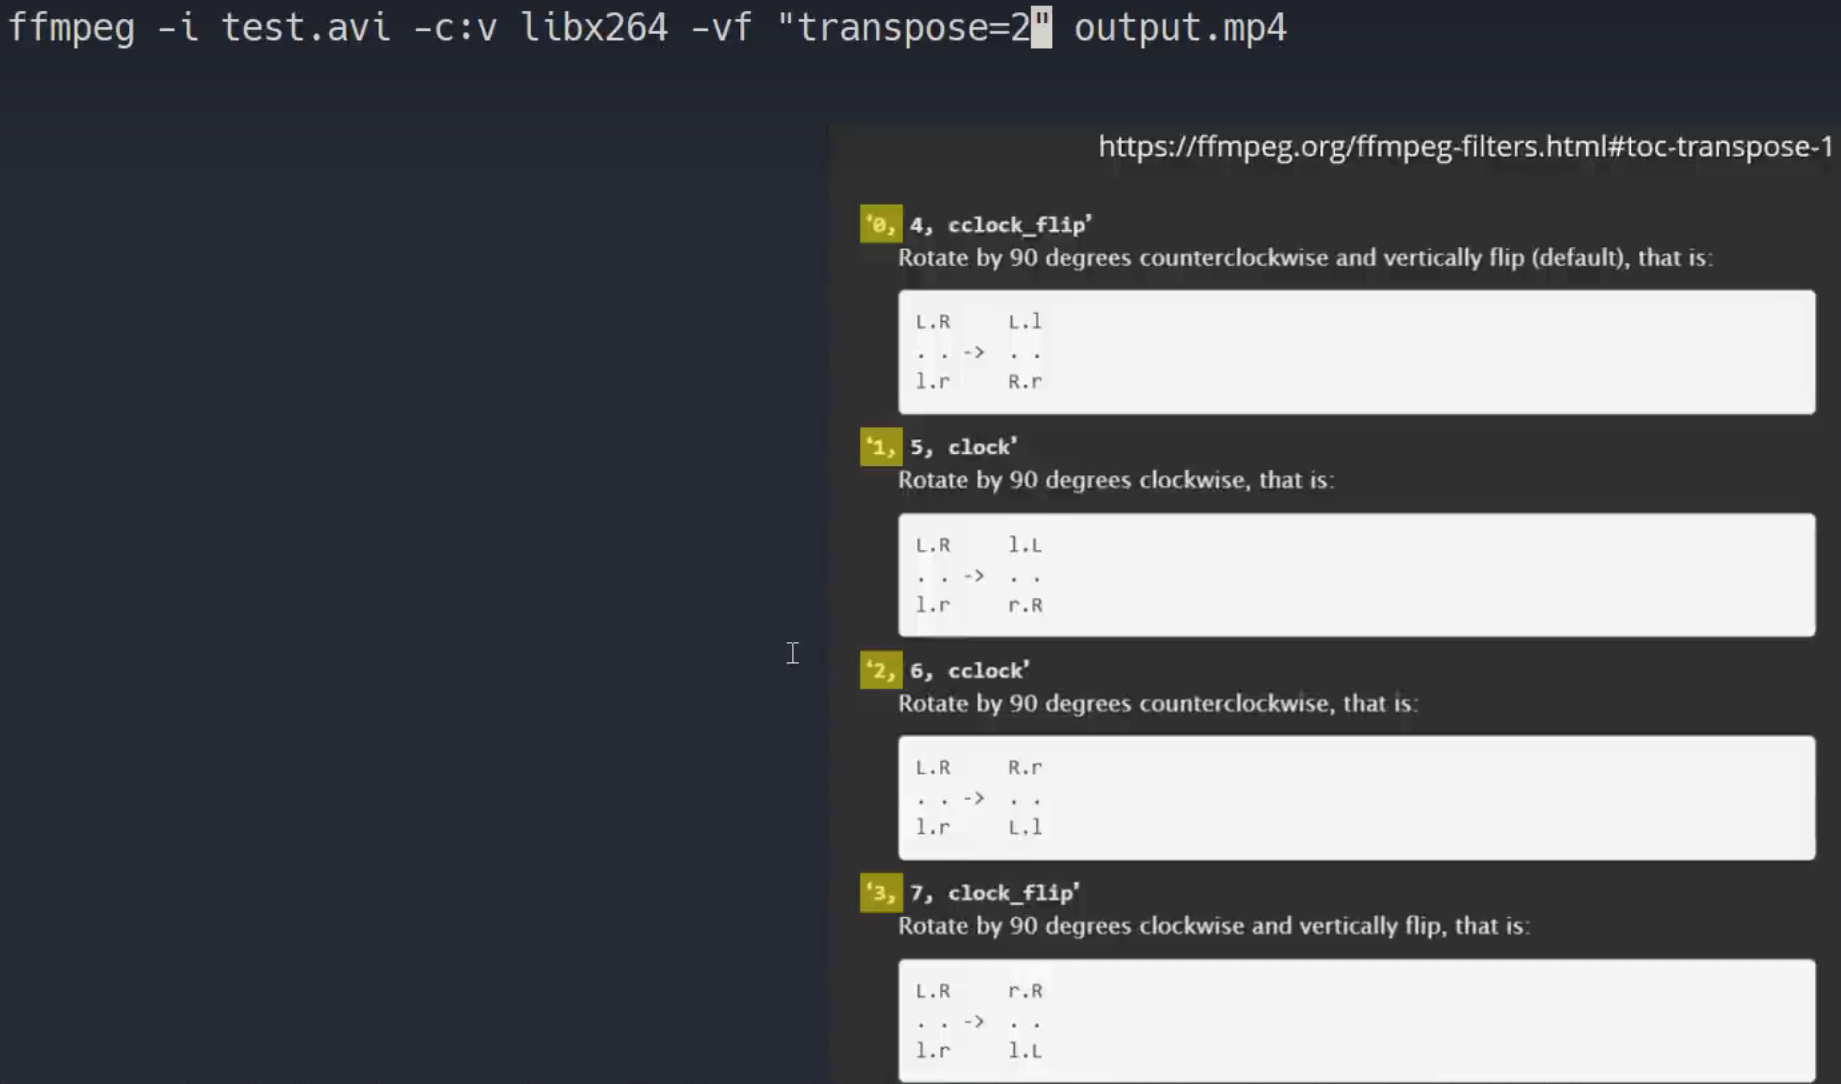 ffmpeg -i test.avi -c:v libx264 -vf "transpose=2" output.mp4
https://ffmpeg.org/ffmpeg-filters.html#toc-transpose-1
‘0, 4, cclock_flip’
Rotate by 90 degrees counterclockwise and vertically flip (default), that is:
L.R     L.l
. . ->  . .
l.r     R.r
‘1, 5, clock’
Rotate by 90 degrees clockwise, that is:
L.R     l.L
. . ->  . .
l.r     r.R
‘2, 6, cclock’
Rotate by 90 degrees counterclockwise, that is:
L.R     R.r
. . ->  . .
l.r     L.l
‘3, 7, clock_flip’
Rotate by 90 degrees clockwise and vertically flip, that is:
L.R     r.R
. . ->  . .
l.r     l.L